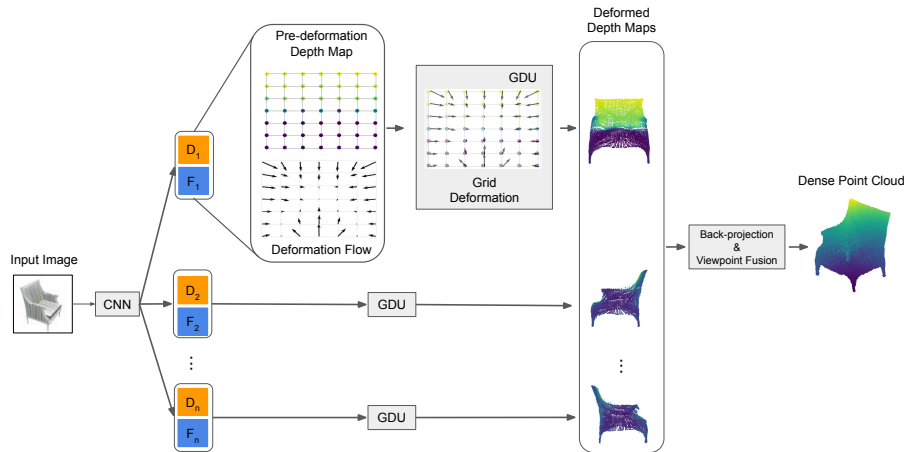 Deformed
Depth Maps
Pre-deformation
Depth Map
GDU
D1
F1
Grid
Deformation
Deformation Flow
Dense Point Cloud
Back-projection
&
Viewpoint Fusion
Input Image
CNN
D2
F2
GDU
⋮
⋮
Dn
Fn
GDU